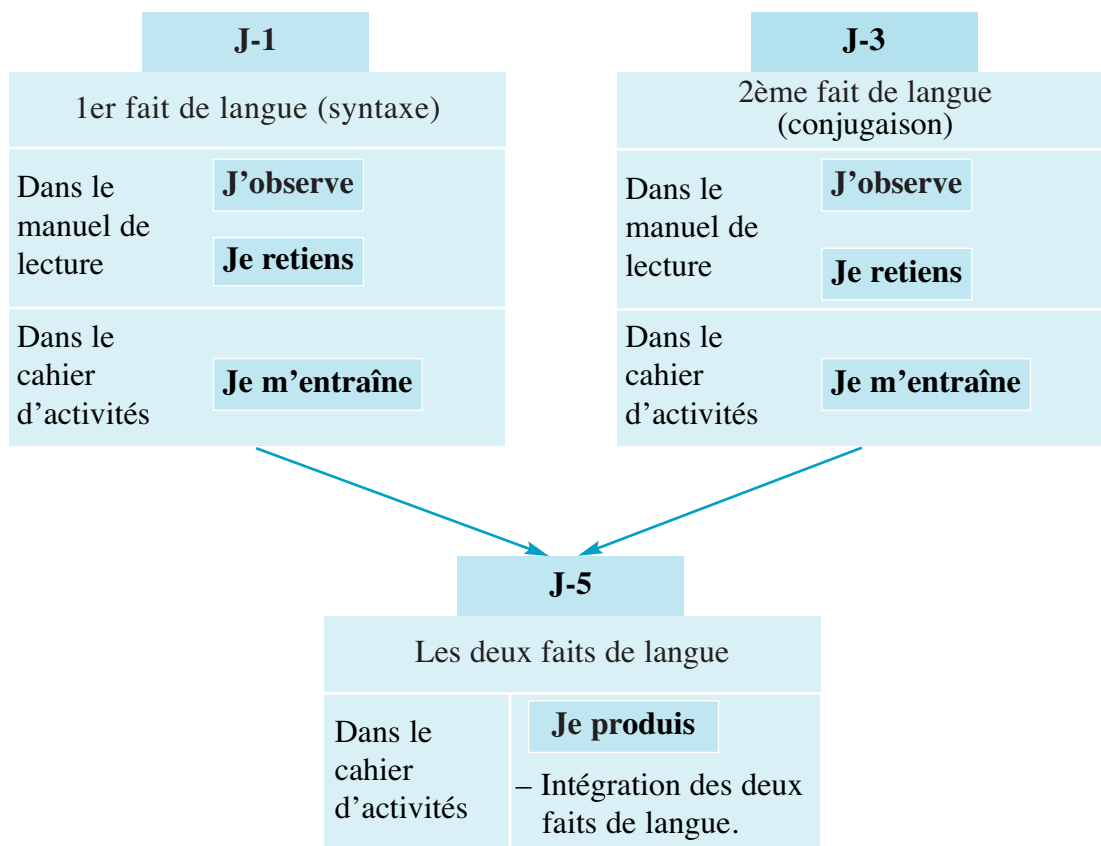 J-1
1er fait de langue (syntaxe)
Dans le
manuel de
lecture
J’observe
Je retiens
Dans le
cahier
d’activités
Je m’entraîne
J-3
2ème fait de langue
(conjugaison)
Dans le
manuel de
lecture
J’observe
Je retiens
Dans le
cahier
d’activités
Je m’entraîne
J-5
Les deux faits de langue
Dans le
cahier
d’activités
Je produis
– Intégration des deux
faits de langue.